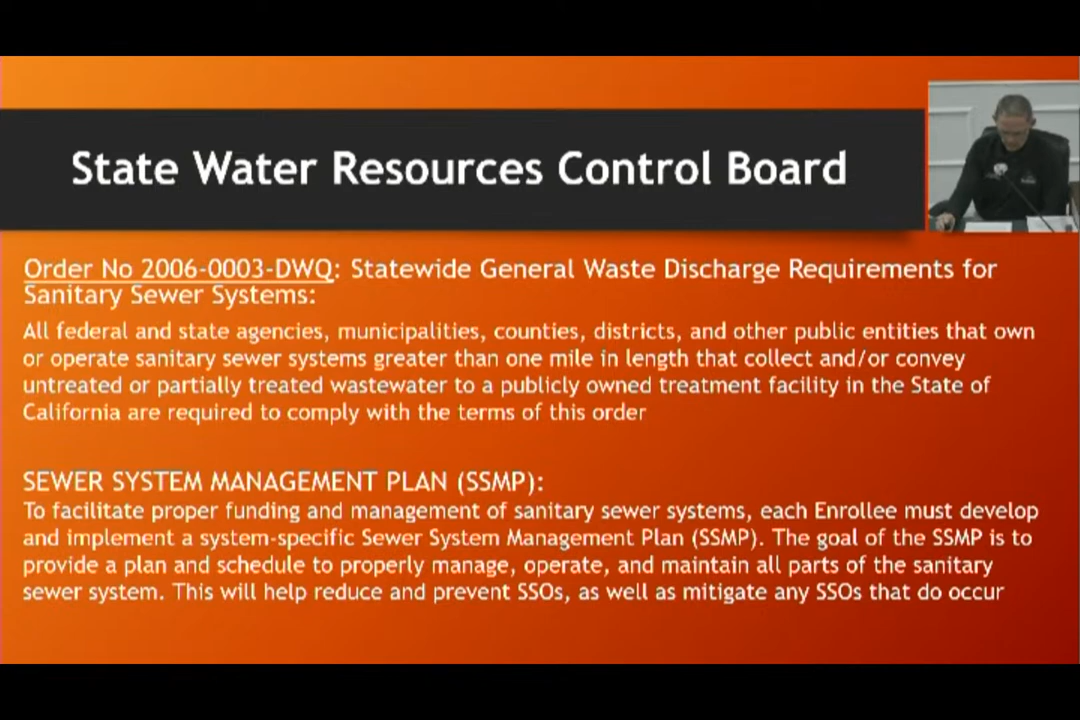 State Water Resources Control Board
Order No 2006-0003-DWQ: Statewide General Waste Discharge Requirements for
Sanitary Sewer Systems:
All federal and state agencies, municipalities, counties, districts, and other public entities that own
or operate sanitary sewer systems greater than one mile in length that collect and/or convey
untreated or partially treated wastewater to a publicly owned treatment facility in the State of
California are required to comply with the terms of this order
SEWER SYSTEM MANAGEMENT PLAN (SSMP):
To facilitate proper funding and management of sanitary sewer systems, each Enrollee must develop
and implement a system-specific Sewer System Management Plan (SSMP). The goal of the SSMP is to
provide a plan and schedule to properly manage, operate, and maintain all parts of the sanitary
sewer system. This will help reduce and prevent SSOs, as well as mitigate any SSOs that do occur